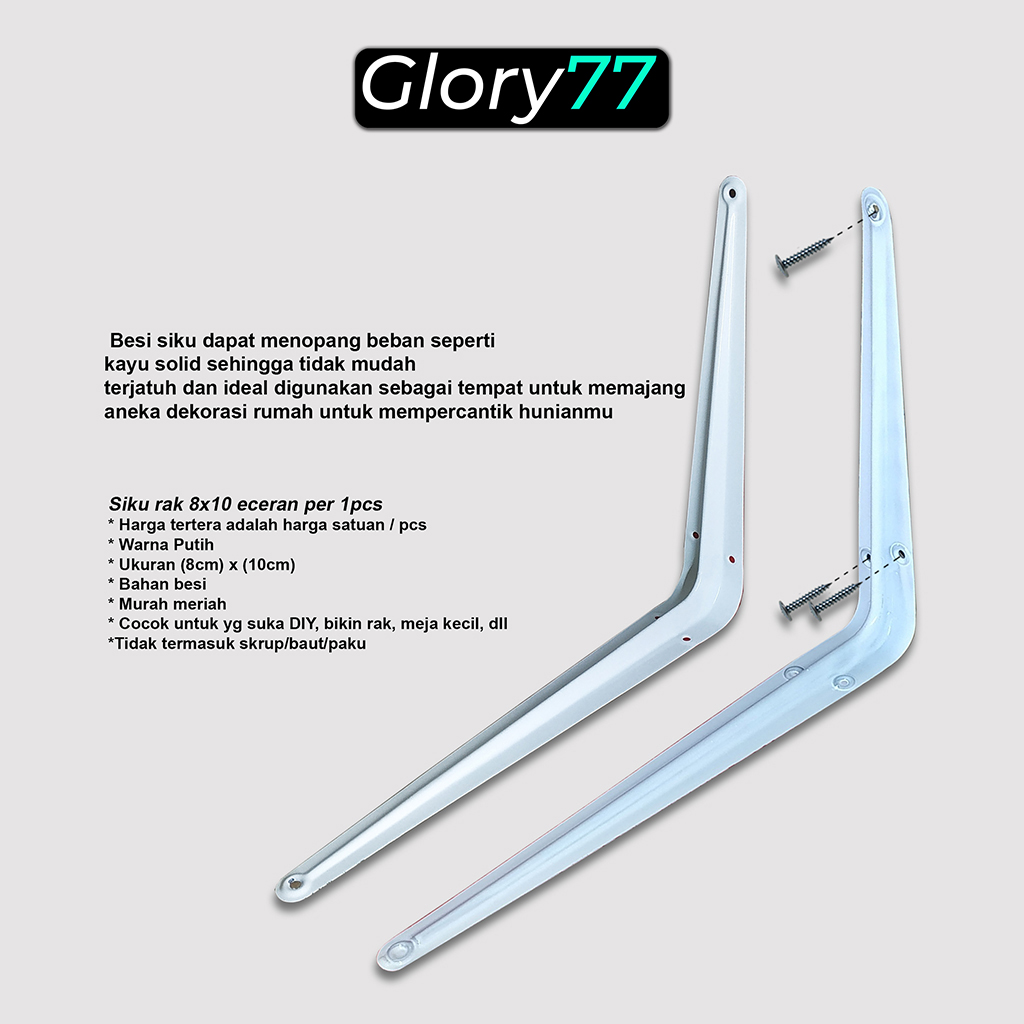 Glory77
Besi siku dapat menopang beban seperti
kayu solid sehingga tidak mudah
terjatuh dan ideal digunakan sebagai tempat untuk memajang
aneka dekorasi rumah untuk mempercantik hunianmu
Siku rak 8x10 eceran per 1pcs
* Harga tertera adalah harga satuan / pcs
* Warna Putih
* Ukuran (8cm) x (10cm)
* Bahan besi
* Murah meriah
* Cocok untuk yg suka DIY, bikin rak, meja kecil, dll
*Tidak termasuk skrup/baut/paku